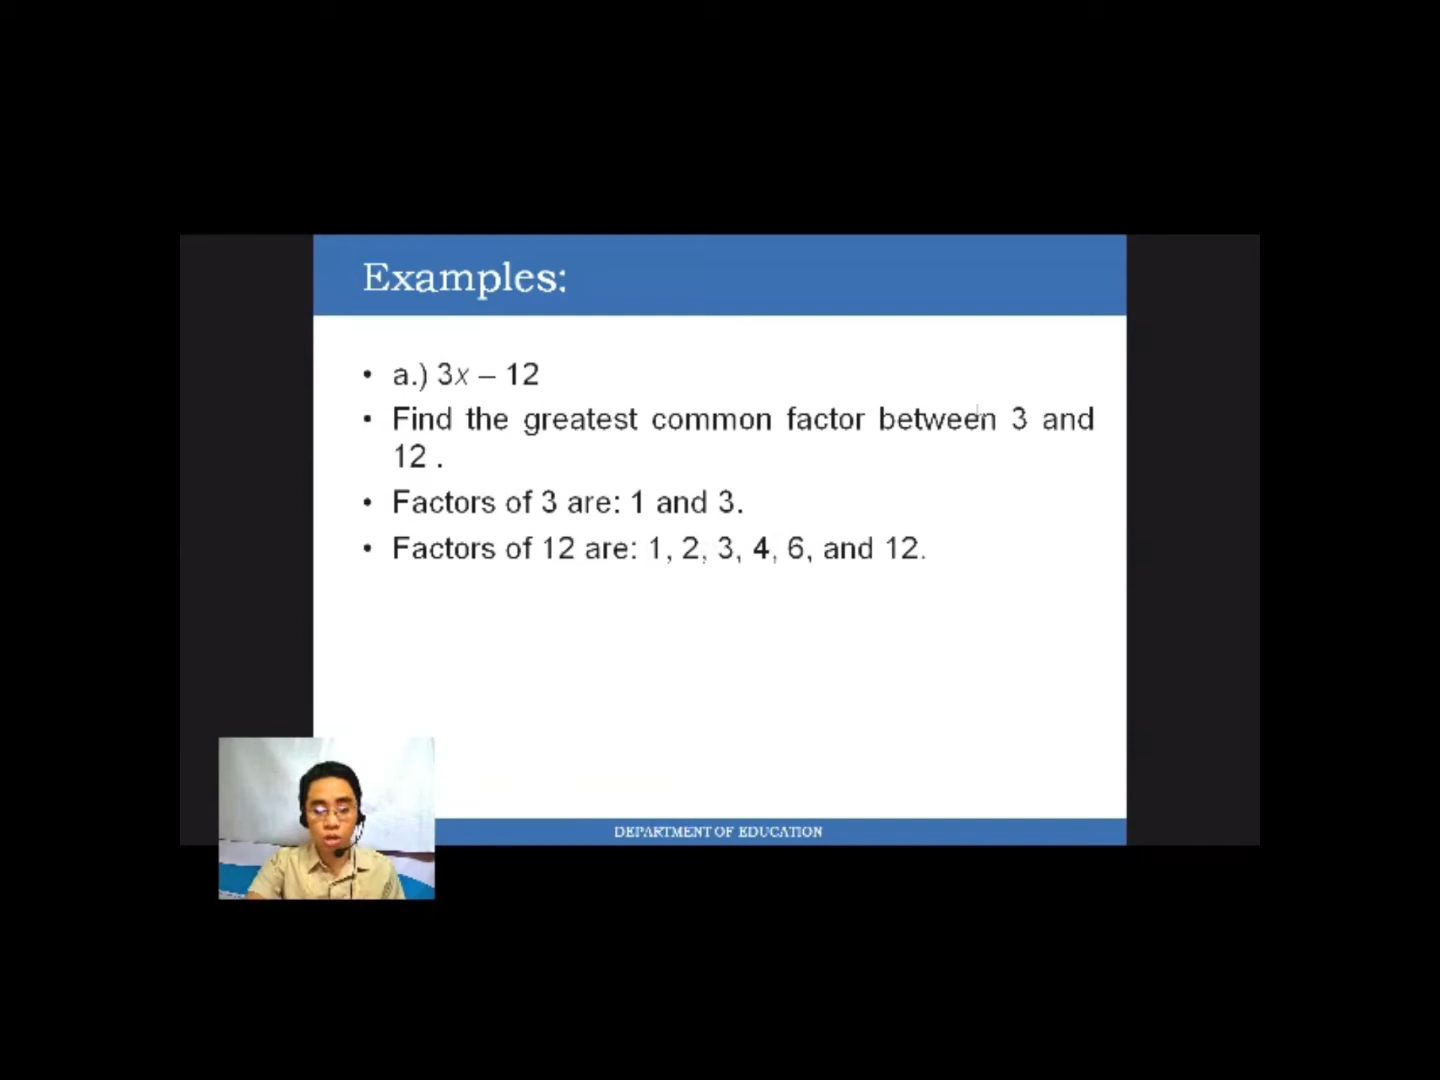 Examples:
• a.) 3x – 12
• Find the greatest common factor between 3 and
12 .
• Factors of 3 are: 1 and 3.
• Factors of 12 are: 1, 2, 3, 4, 6, and 12.
DEPARTMENT OF EDUCATION